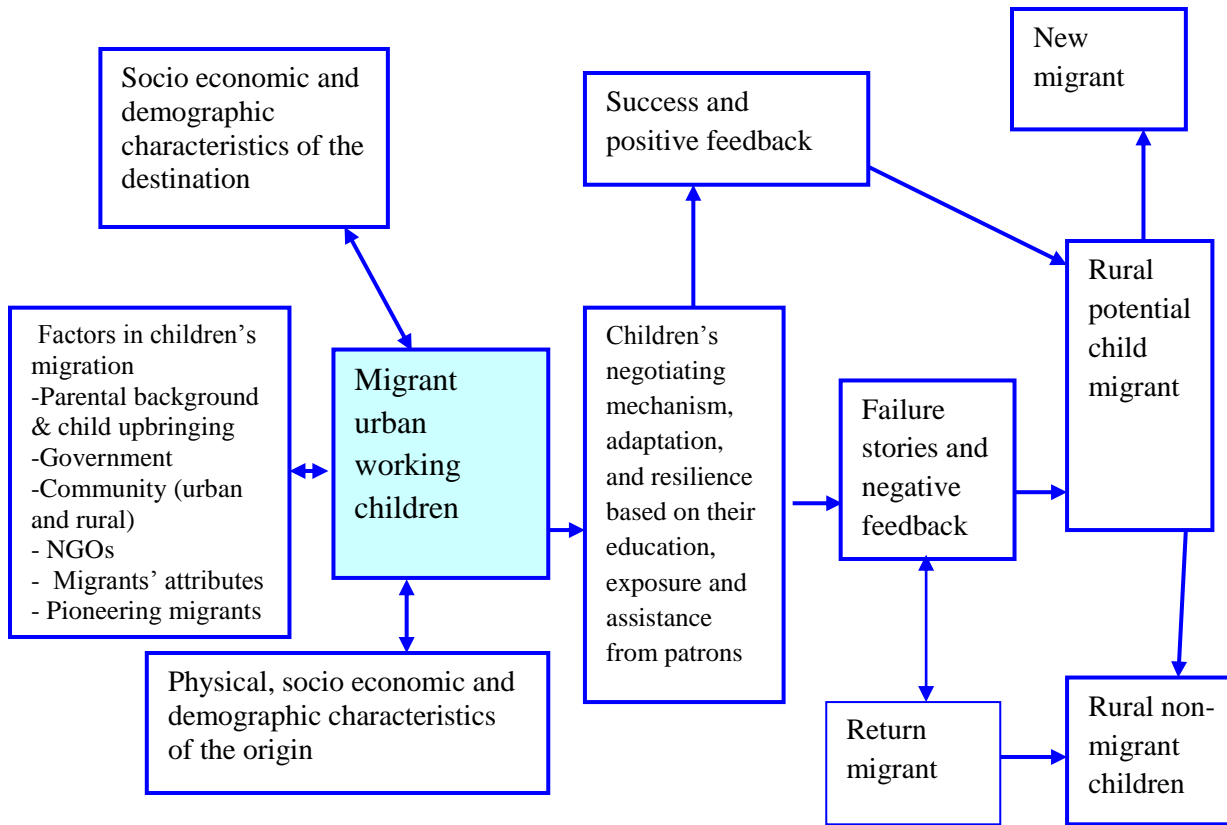 Socio economic and
demographic
characteristics of the
destination
Success and
positive feedback
New
migrant
Factors in children’s
migration
-Parental background
& child upbringing
-Government
-Community (urban
and rural)
- NGOs
- Migrants’ attributes
- Pioneering migrants
Migrant
urban
working
children
Children’s
negotiating
mechanism,
adaptation,
and resilience
based on their
education,
exposure and
assistance
from patrons
Failure
stories and
negative
feedback
Rural
potential
child
migrant
Physical, socio economic and
demographic characteristics
of the origin
Return
migrant
Rural non-
migrant
children